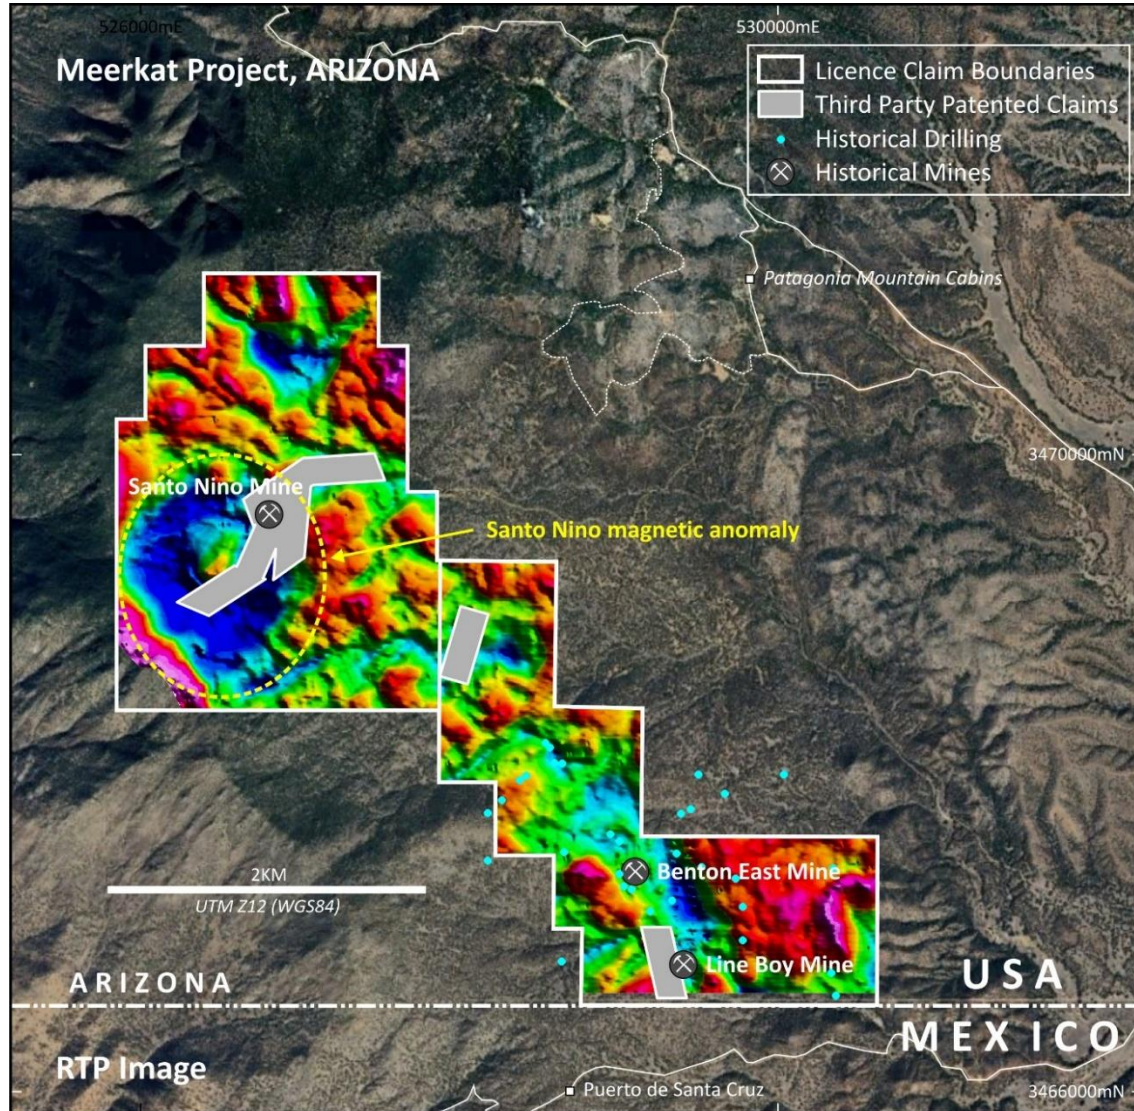 526000mE
530000mE
Meerkat Project, ARIZONA
Licence Claim Boundaries
Third Party Patented Claims
Historical Drilling
Historical Mines
Patagonia Mountain Cabins
3470000mN
Santo Nino Mine
Santo Nino magnetic anomaly
2KM
UTM Z12 (WGS84)
Benton East Mine
Line Boy Mine
ARIZONA
USA
MEXICO
RTP Image
Puerto de Santa Cruz
3466000mN